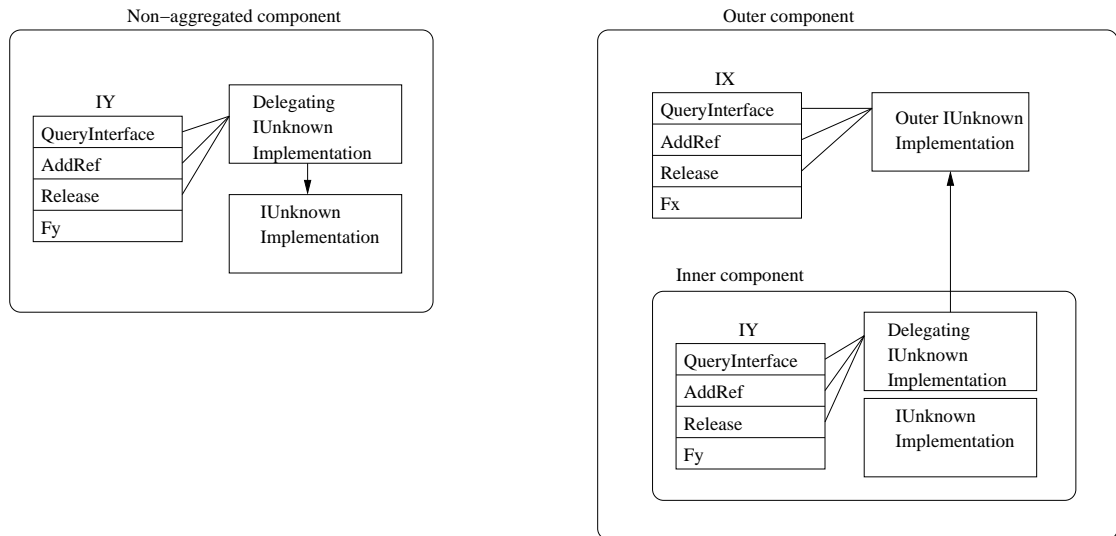 Non−aggregated component
IY
QueryInterface
AddRef
Release
Fy
Delegating
IUnknown
Implementation
IUnknown
Implementation
Outer component
IX
QueryInterface
AddRef
Release
Fx
Outer IUnknown
Implementation
Inner component
IY
QueryInterface
AddRef
Release
Fy
Delegating
IUnknown
Implementation
IUnknown
Implementation